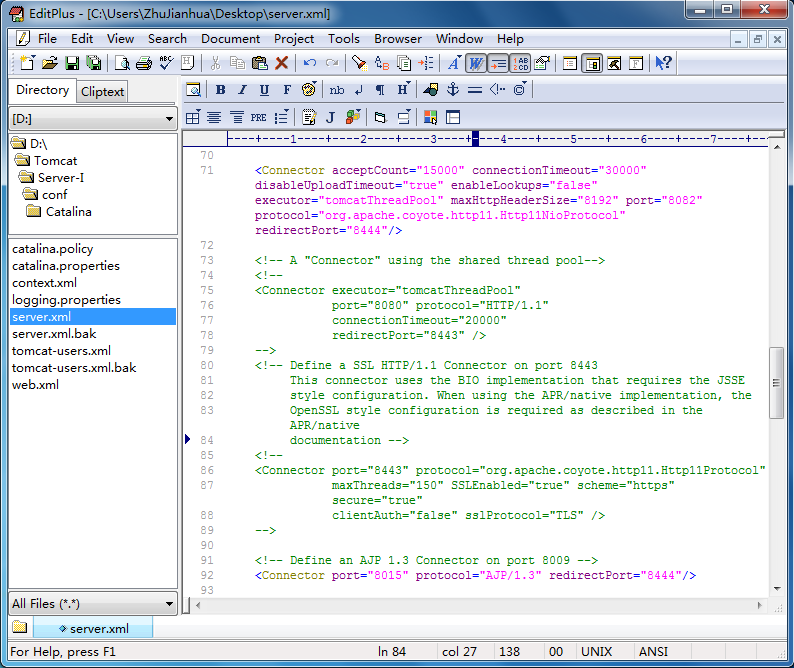 EditPlus - [C:\Users\ZhuJianhua\Desktop\server.xml]
File Edit View Search Document Project Tools Browser Window Help
Directory Cliptext
[D:]
D:\
Tomcat
Server-I
conf
Catalina
catalina.policy
catalina.properties
context.xml
logging.properties
server.xml
server.xml.bak
tomcat-users.xml
tomcat-users.xml.bak
web.xml
All Files (*.*)
B I U F nb H
PRE J
----+----1----+----2----+----3----+----4----+----5----+----6----+----7----+--
70
71 <Connector acceptCount="15000" connectionTimeout="30000"
disableUploadTimeout="true" enableLookups="false"
executor="tomcatThreadPool" maxHttpHeaderSize="8192" port="8082"
protocol="org.apache.coyote.http11.Http11NioProtocol"
redirectPort="8444"/>
72
73 <!-- A "Connector" using the shared thread pool-->
74 <!--
75 <Connector executor="tomcatThreadPool"
76 port="8080" protocol="HTTP/1.1"
77 connectionTimeout="20000"
78 redirectPort="8443" />
79 -->
80 <!-- Define a SSL HTTP/1.1 Connector on port 8443
81 This connector uses the BIO implementation that requires the JSSE
82 style configuration. When using the APR/native implementation, the
83 OpenSSL style configuration is required as described in the
APR/native
84 documentation -->
85 <!--
86 <Connector port="8443" protocol="org.apache.coyote.http11.Http11Protocol"
87 maxThreads="150" SSLEnabled="true" scheme="https"
secure="true"
88 clientAuth="false" sslProtocol="TLS" />
89 -->
90
91 <!-- Define an AJP 1.3 Connector on port 8009 -->
92 <Connector port="8015" protocol="AJP/1.3" redirectPort="8444"/>
93
server.xml
For Help, press F1 ln 84 col 27 138 00 UNIX ANSI